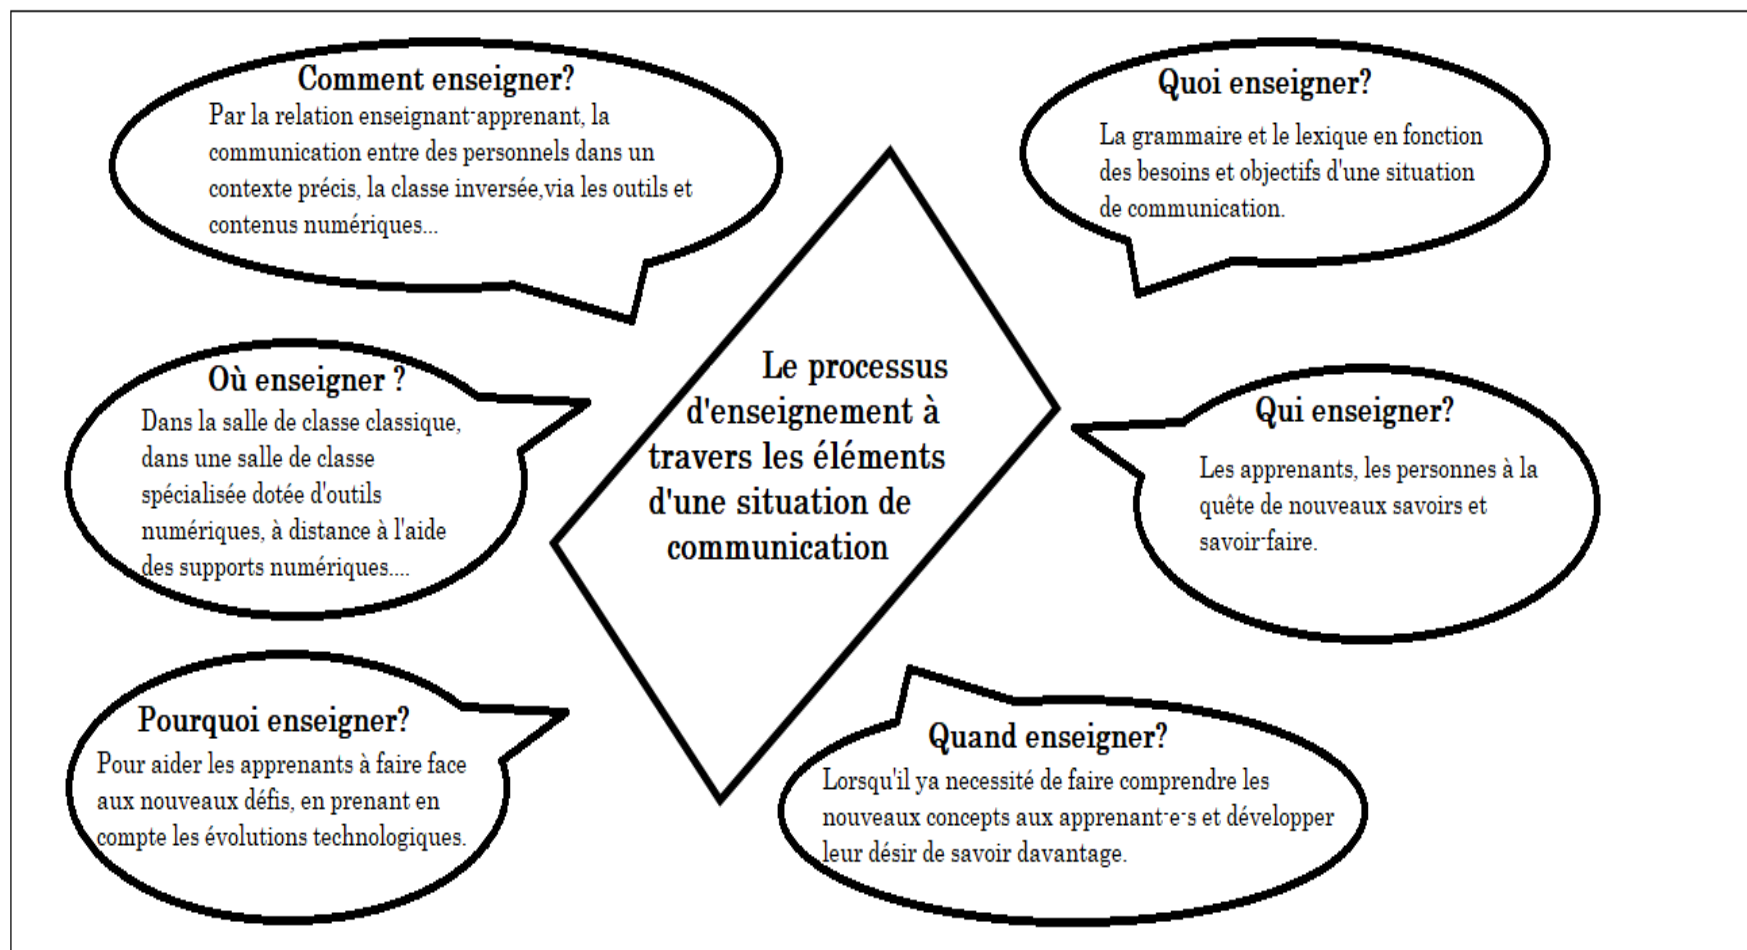 Comment enseigner?
Par la relation enseignant-apprenant, la
communication entre des personnels dans un
contexte précis, la classe inversée,via les outils et
contenus numériques...
Quoi enseigner?
La grammaire et le lexique en fonction
des besoins et objectifs d'une situation
de communication.
Où enseigner ?
Dans la salle de classe classique,
dans une salle de classe
spécialisée dotée d'outils
numériques, à distance à l'aide
des supports numériques....
Le processus
d'enseignement à
travers les éléments
d'une situation de
communication
Qui enseigner?
Les apprenants, les personnes à la
quête de nouveaux savoirs et
savoir-faire.
Pourquoi enseigner?
Pour aider les apprenants à faire face
aux nouveaux défis, en prenant en
compte les évolutions technologiques.
Quand enseigner?
Lorsqu'il ya necessité de faire comprendre les
nouveaux concepts aux apprenant-e-s et développer
leur désir de savoir davantage.